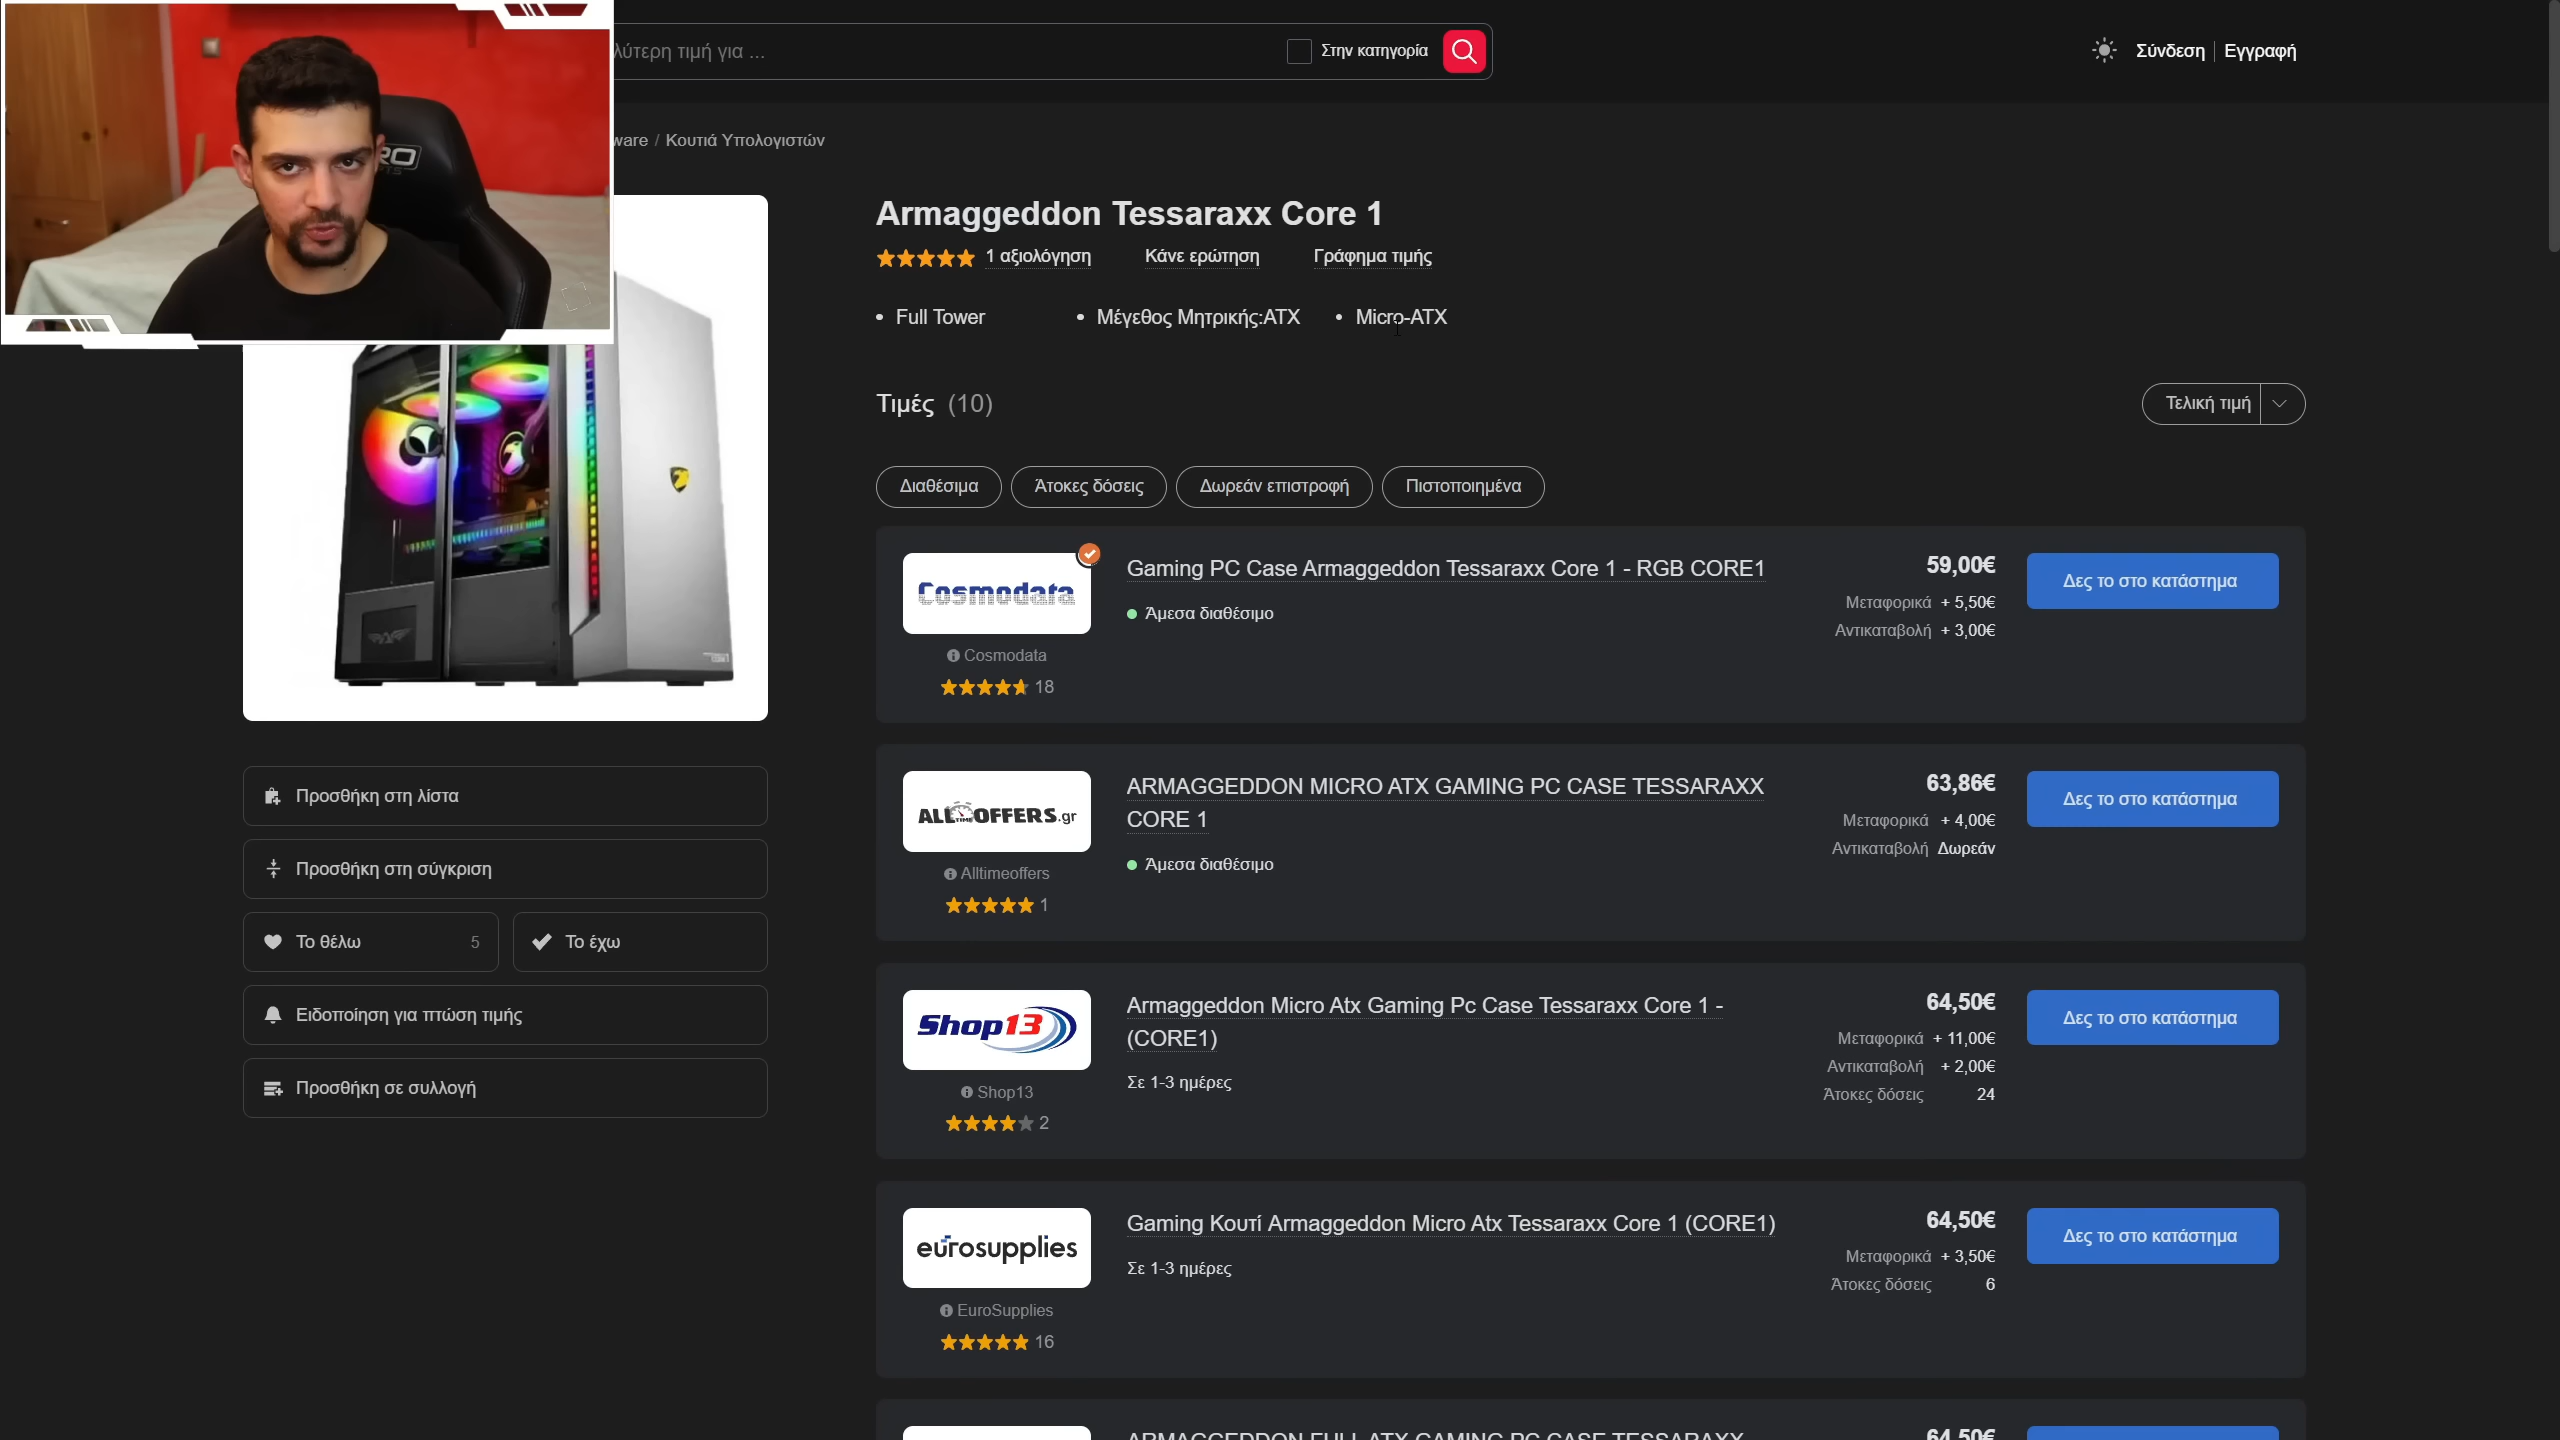 λύτερη τιμή για ...
Στην κατηγορία
Σύνδεση
Εγγραφή
ware / Κουτιά Υπολογιστών
Armaggeddon Tessaraxx Core 1
1 αξιολόγηση
Κάνε ερώτηση
Γράφημα τιμής
• Full Tower
• Μέγεθος Μητρικής:ATX
• Micro-ATX
Τιμές (10)
Τελική τιμή
Διαθέσιμα
Άτοκες δόσεις
Δωρεάν επιστροφή
Πιστοποιημένα
Cosmodata
Cosmodata
18
Gaming PC Case Armaggeddon Tessaraxx Core 1 - RGB CORE1
Άμεσα διαθέσιμο
59,00€
Μεταφορικά + 5,50€
Αντικαταβολή + 3,00€
Δες το στο κατάστημα
ALL TIME OFFERS.gr
Alltimeoffers
1
ARMAGGEDDON MICRO ATX GAMING PC CASE TESSARAXX
CORE 1
Άμεσα διαθέσιμο
63,86€
Μεταφορικά + 4,00€
Αντικαταβολή Δωρεάν
Δες το στο κατάστημα
Shop13
Shop13
2
Armaggeddon Micro Atx Gaming Pc Case Tessaraxx Core 1 -
(CORE1)
Σε 1-3 ημέρες
64,50€
Μεταφορικά + 11,00€
Αντικαταβολή + 2,00€
Άτοκες δόσεις 24
Δες το στο κατάστημα
eurosupplies
EuroSupplies
16
Gaming Κουτί Armaggeddon Micro Atx Tessaraxx Core 1 (CORE1)
Σε 1-3 ημέρες
64,50€
Μεταφορικά + 3,50€
Άτοκες δόσεις 6
Δες το στο κατάστημα
ARMAGGEDDON FULL ATX GAMING PC CASE TESSARAXX
64,50€
Προσθήκη στη λίστα
Προσθήκη στη σύγκριση
Το θέλω 5
Το έχω
Ειδοποίηση για πτώση τιμής
Προσθήκη σε συλλογή